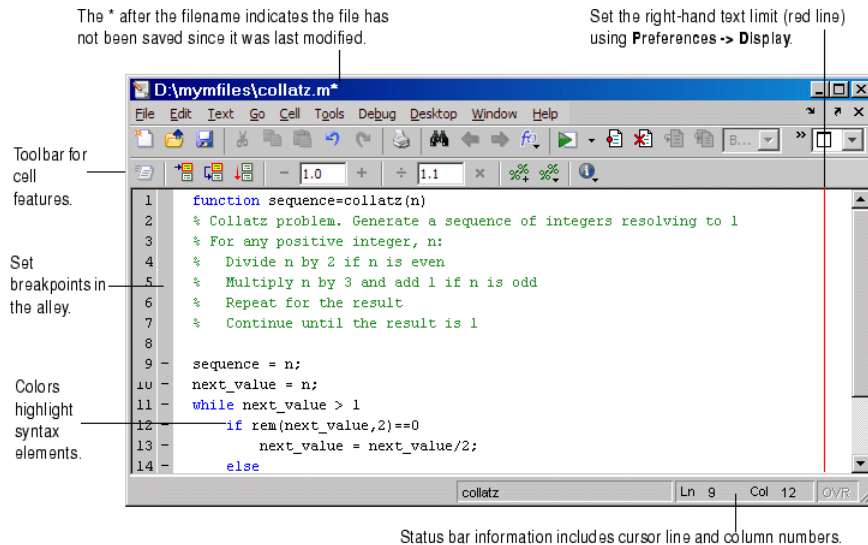 The * after the filename indicates the file has
not been saved since it was last modified.
Set the right-hand text limit (red line)
using Preferences -> Display.
D:\mymfiles\collatz.m*
File Edit Text Go Cell Tools Debug Desktop Window Help
B...
»
Toolbar for
cell
features.
1.0
1.1
1 function sequence=collatz(n)
2 % Collatz problem. Generate a sequence of integers resolving to 1
3 % For any positive integer, n:
4 %   Divide n by 2 if n is even
5 %   Multiply n by 3 and add 1 if n is odd
6 %   Repeat for the result
7 %   Continue until the result is 1
8
9 - sequence = n;
10 - next_value = n;
11 - while next_value > 1
12 -     if rem(next_value,2)==0
13 -         next_value = next_value/2;
14 -     else
Set
breakpoints in
the alley.
Colors
highlight
syntax
elements.
collatz
Ln 9 Col 12 OVR
Status bar information includes cursor line and column numbers.